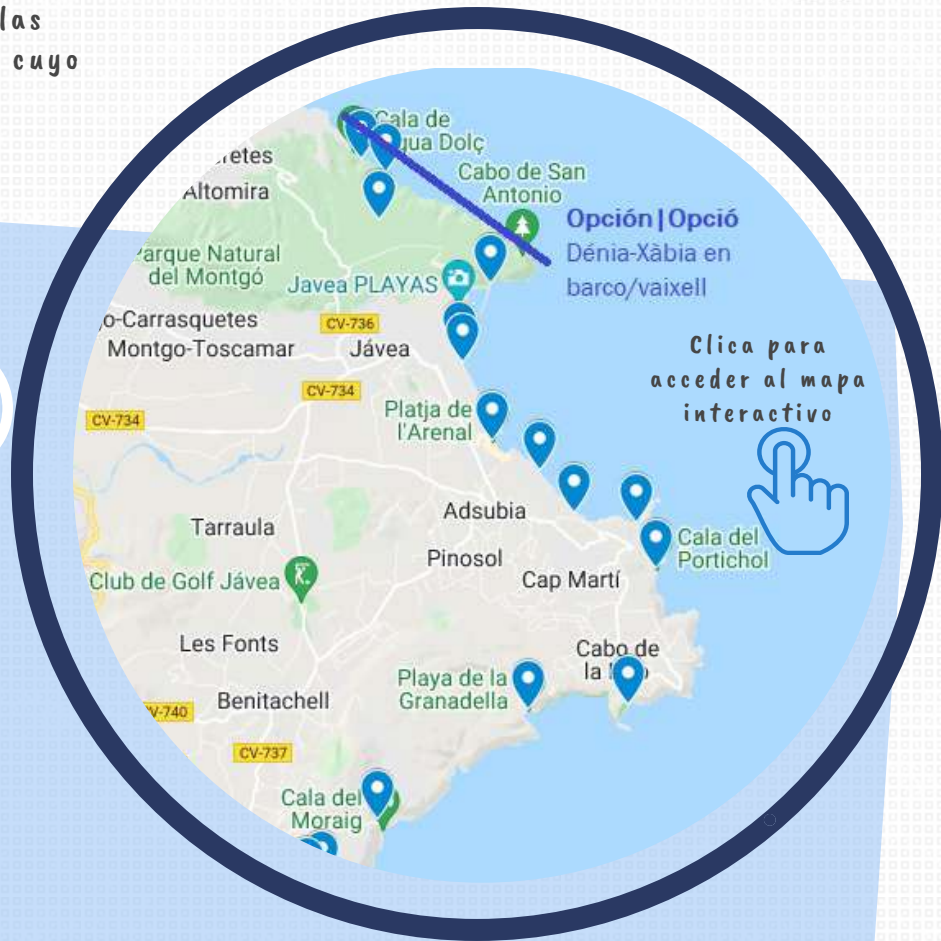 las
cuyo
Cala de
gua Dolç
Altomira
Cabo de San
Antonio
Opción|Opció
Dénia-Xàbia en
barco/vaixell
Parque Natural
del Montgó
Javea PLAYAS
o-Carrasquetes
CV-736
Montgo-Toscamar
Jávea
Clica para
acceder al mapa
interactivo
CV-734
CV-734
Platja de
l'Arenal
Adsubia
Tarraula
Cala del
Portichol
Pinosol
Cap Martí
Club de Golf Jávea
Les Fonts
Cabo de
la
Playa de la
Granadella
Benitachell
V-740
CV-737
Cala del
Moraig